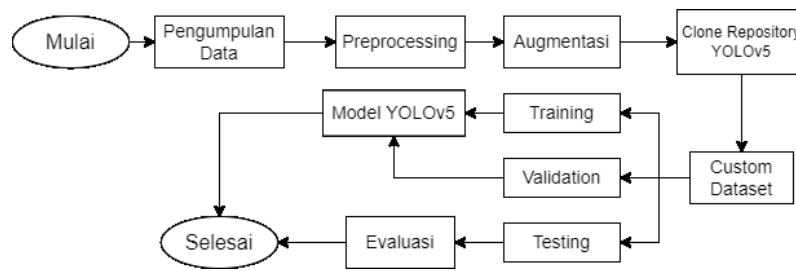 Mulai
Pengumpulan
Data
Preprocessing
Augmentasi
Clone Repository
YOLOv5
Model YOLOv5
Training
Validation
Custom
Dataset
Selesai
Evaluasi
Testing